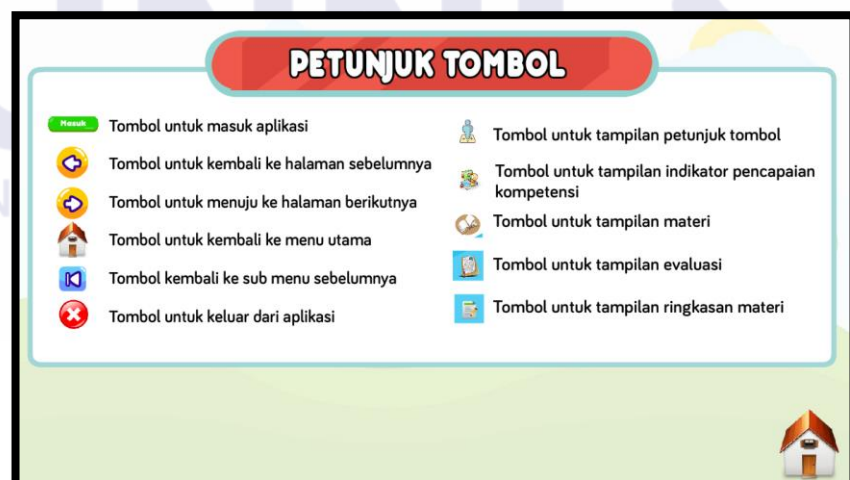 PETUNJUK TOMBOL
Masuk
Tombol untuk masuk aplikasi
Tombol untuk kembali ke halaman sebelumnya
Tombol untuk menuju ke halaman berikutnya
Tombol untuk kembali ke menu utama
Tombol kembali ke sub menu sebelumnya
Tombol untuk keluar dari aplikasi
Tombol untuk tampilan petunjuk tombol
Tombol untuk tampilan indikator pencapaian
kompetensi
Tombol untuk tampilan materi
Tombol untuk tampilan evaluasi
Tombol untuk tampilan ringkasan materi